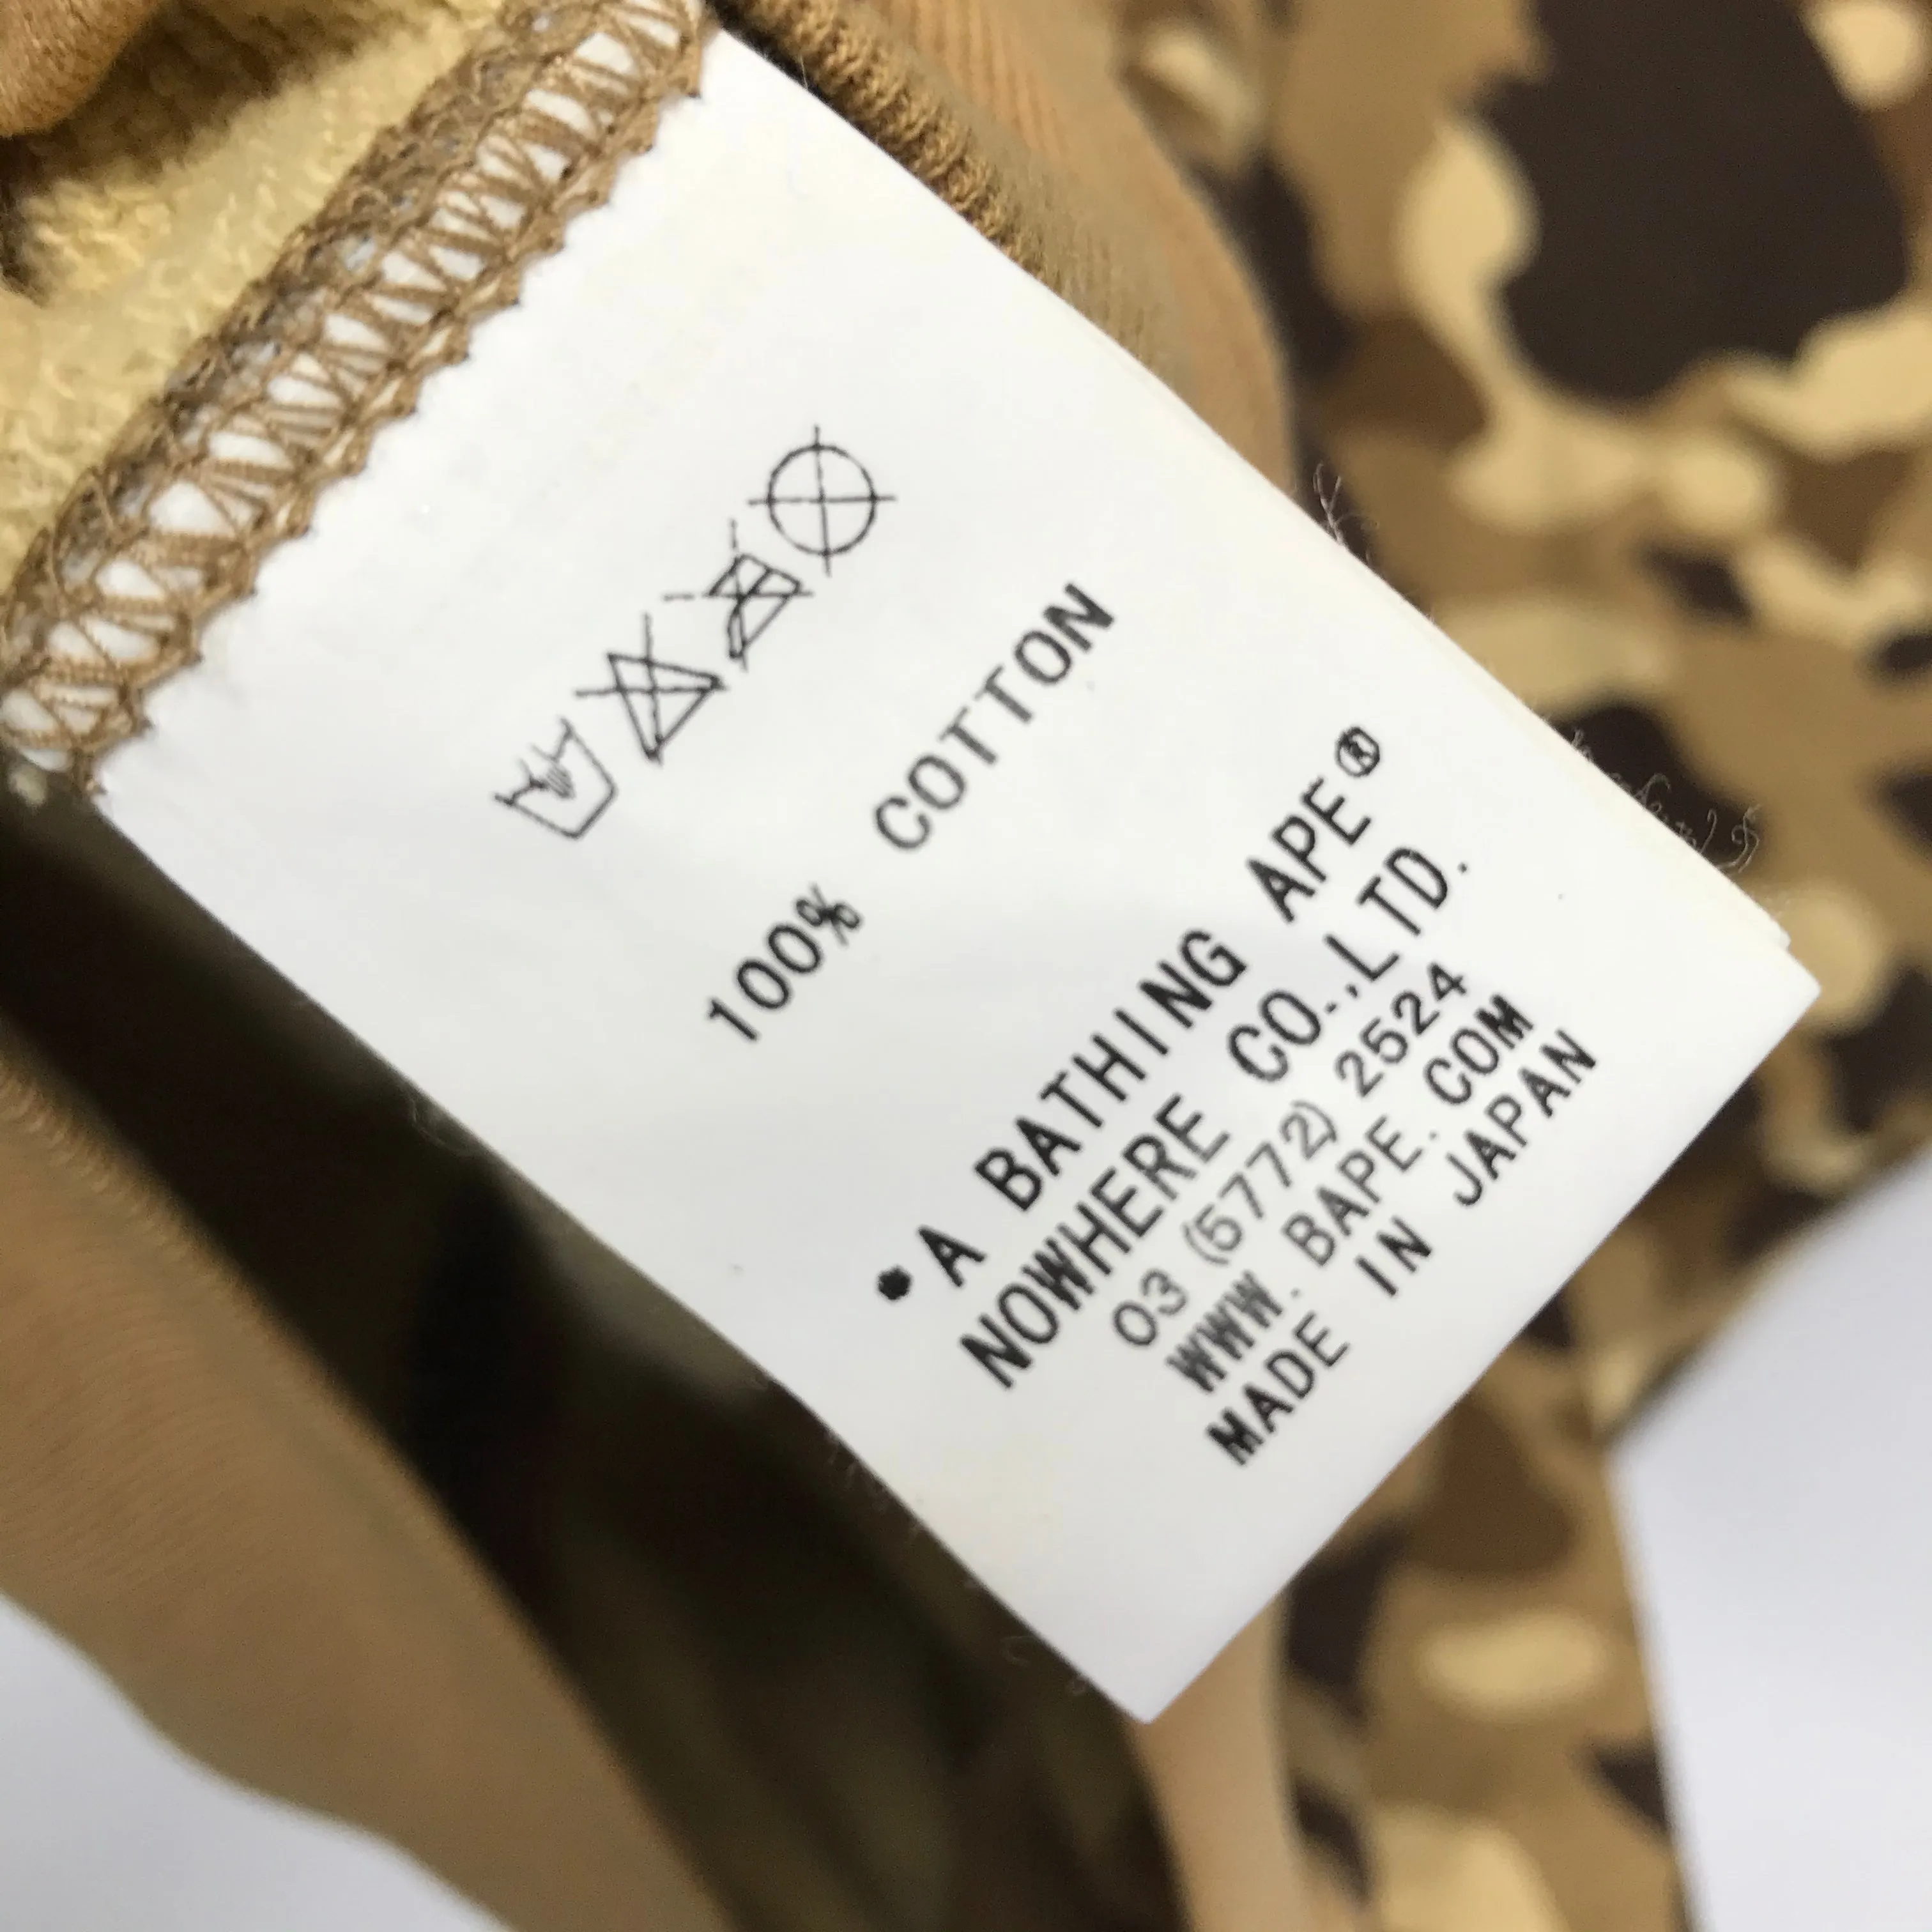 100% COTTON
•A BATHING APE®
NOWHERE CO.,LTD.
03 (5772) 2524
WWW. BAPE. COM
MADE IN JAPAN